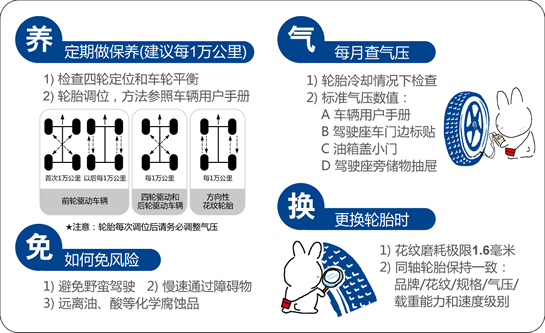 养
定期做保养(建议每1万公里)
1) 检查四轮定位和车轮平衡
2) 轮胎调位，方法参照车辆用户手册
首次1万公里 以后每1万公里 每1万公里 每1万公里
前轮驱动车辆
四轮驱动和
后轮驱动车辆
方向性
花纹轮胎
★注意：轮胎每次调位后请务必调整气压
免
如何免风险
1) 避免野蛮驾驶 2) 慢速通过障碍物
3) 远离油、酸等化学腐蚀品
气
每月查气压
1) 轮胎冷却情况下检查
2) 标准气压数值：
A 车辆用户手册
B 驾驶座车门边标贴
C 油箱盖小门
D 驾驶座旁储物抽屉
换
更换轮胎时
1) 花纹磨耗极限1.6毫米
2) 同轴轮胎保持一致：
品牌/花纹/规格/气压/
载重能力和速度级别